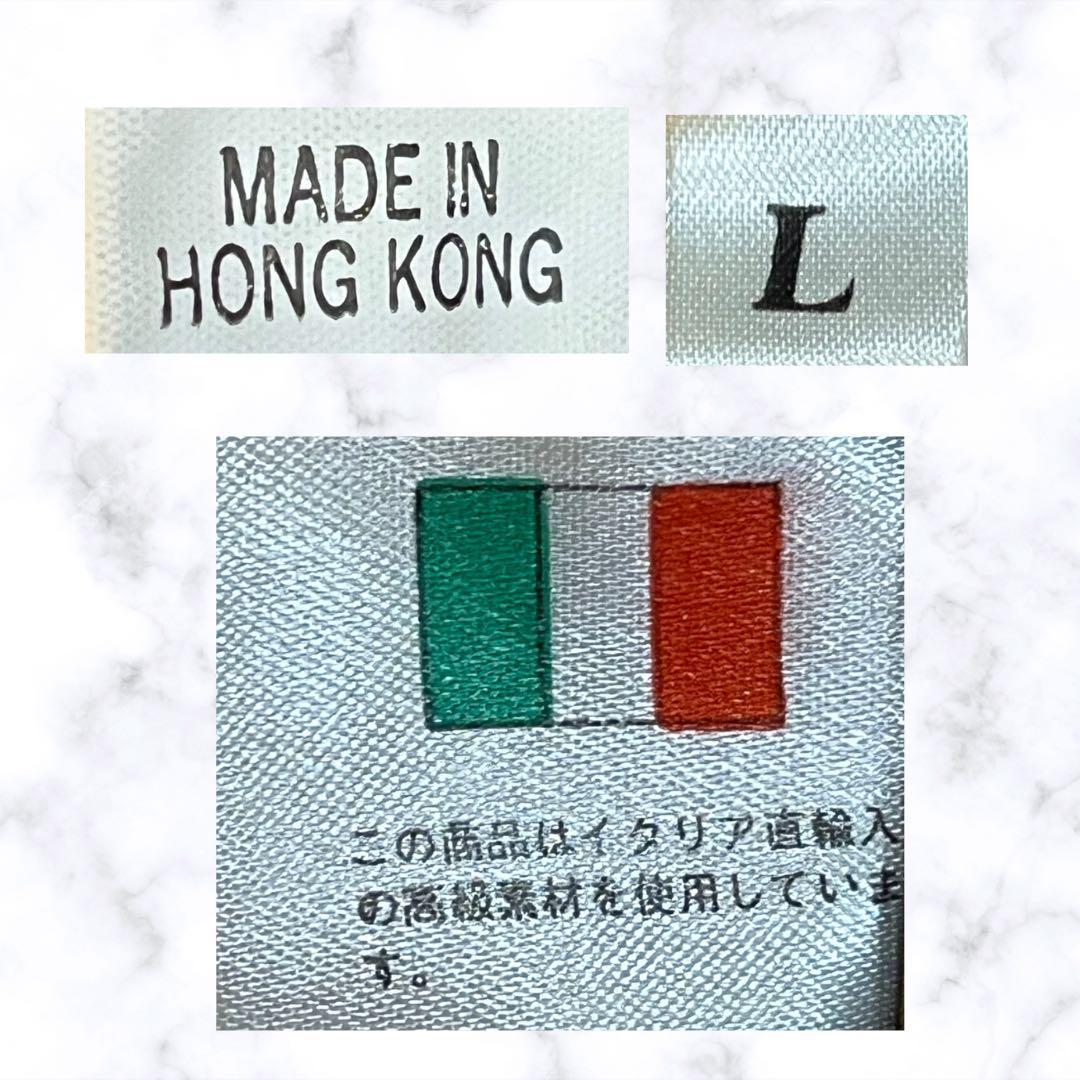 MADE IN
HONG KONG
L
この商品はイタリア直輸入
の高級素材を使用していま
す。